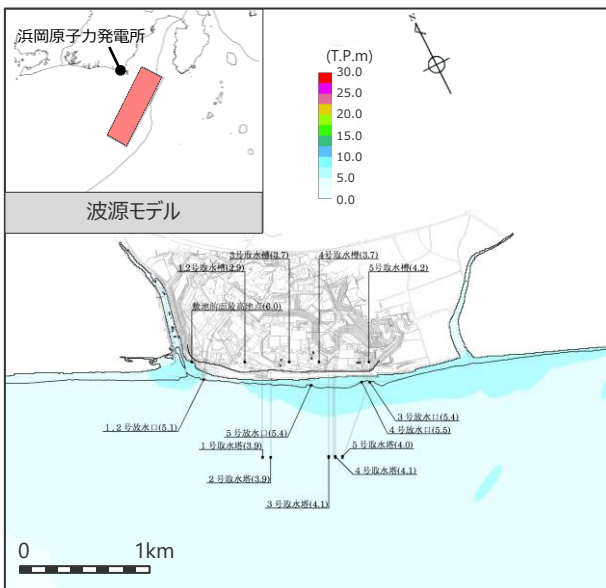 浜岡原子力発電所
波源モデル
(T.P.m)
30.0
25.0
20.0
15.0
10.0
5.0
0.0
3号取水槽(3.7)
4号取水槽(3.7)
1,2号取水槽(2.9)
5号取水槽(4.2)
敷地前面最高地点(6.0)
1,2号放水口(5.1)
5号放水口(5.4)
3号放水口(5.4)
4号放水口(5.5)
1号取水塔(3.9)
5号取水塔(4.0)
2号取水塔(3.9)
4号取水塔(4.1)
3号取水塔(4.1)
0 1km